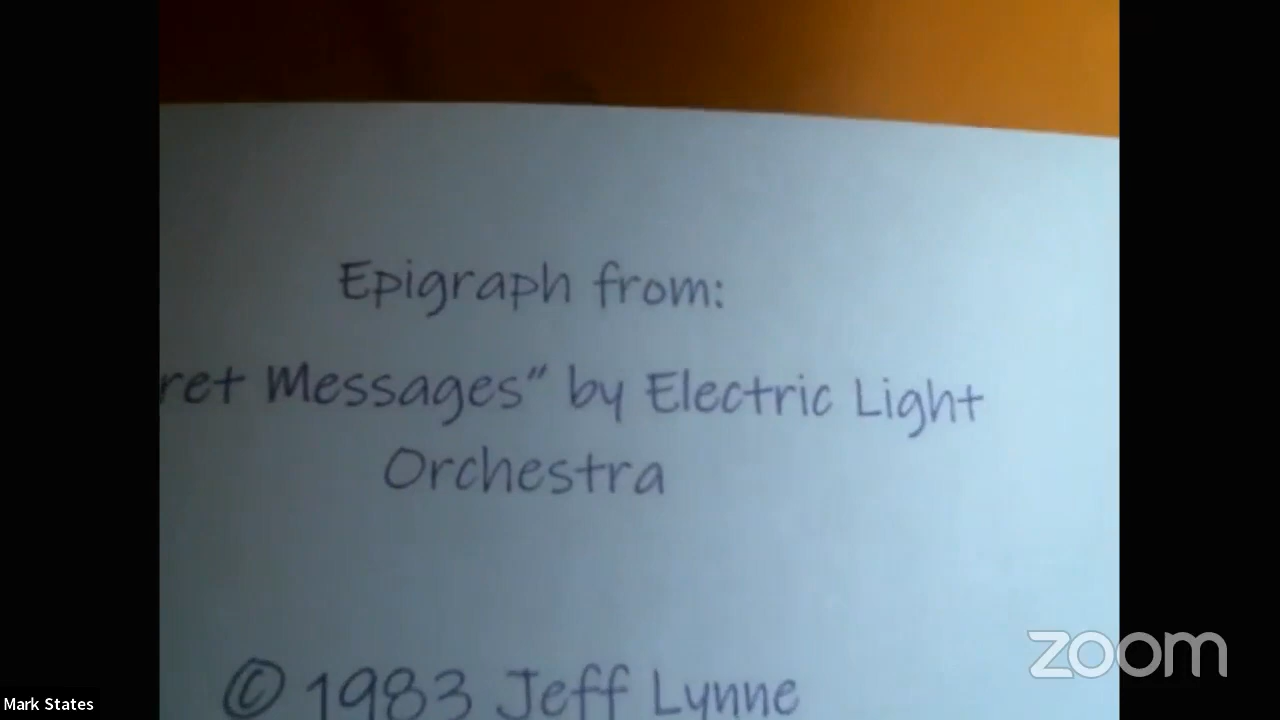 Epigraph from:
ret Messages” by Electric Light
Orchestra
© 1983 Jeff Lynne
zoom
Mark States